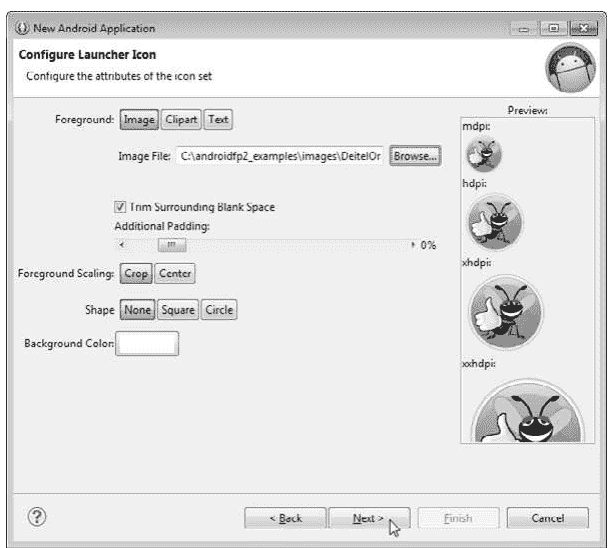 New Android Application
Configure Launcher Icon
Configure the attributes of the icon set
Foreground: Image Clipart Text
Image File: C:\androidfp2_examples\images\DeitelOr Browse...
Trim Surrounding Blank Space
Additional Padding:
0%
Foreground Scaling: Crop Center
Shape None Square Circle
Background Color:
Preview:
mdpi:
hdpi:
xhdpi:
xxhdpi:
? < Back Next > Finish Cancel